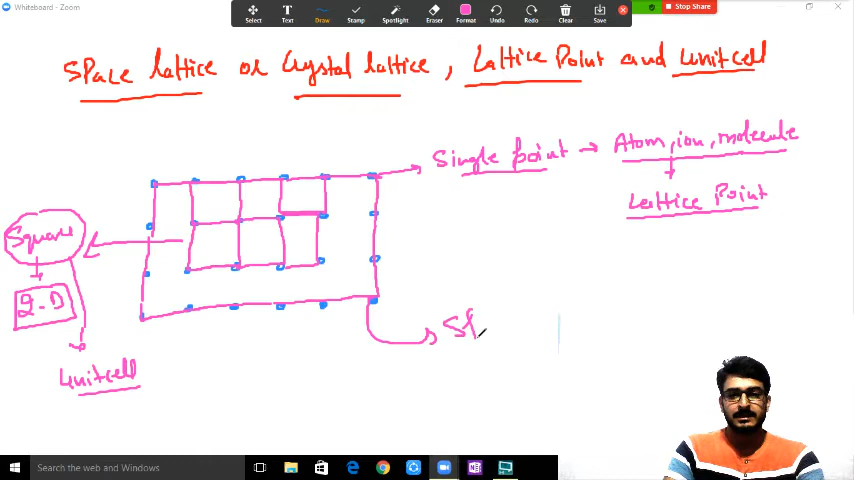 Whiteboard - Zoom
Select
Text
Draw
Stamp
Spotlight
Eraser
Format
Undo
Redo
Clear
Save
Stop Share
Space lattice or Crystal lattice, Lattice Point and Unitcell
Single point → Atom, ion, molecule
Lattice Point
Square
2-D
Unitcell
SP
Search the web and Windows